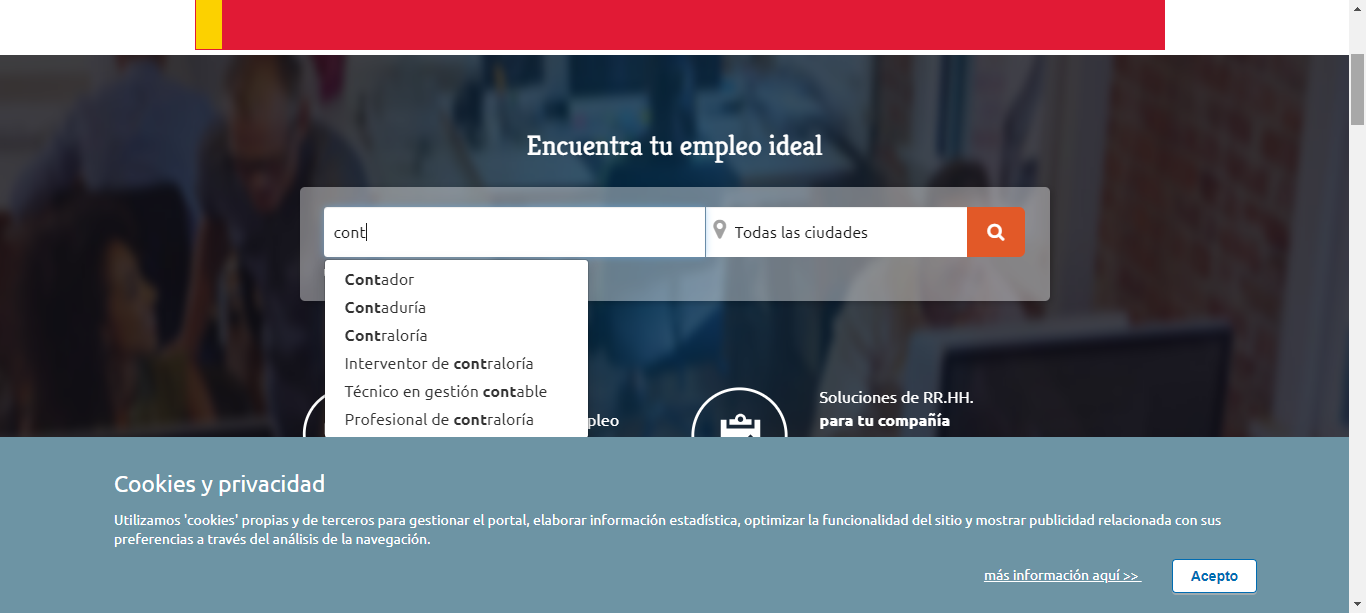 Encuentra tu empleo ideal
cont
Todas las ciudades
Contador
Contaduría
Contraloría
Interventor de contraloría
Técnico en gestión contable
Profesional de contraloría
Soluciones de RR.HH.
para tu compañía
Cookies y privacidad
Utilizamos 'cookies' propias y de terceros para gestionar el portal, elaborar información estadística, optimizar la funcionalidad del sitio y mostrar publicidad relacionada con sus
preferencias a través del análisis de la navegación.
más información aquí >>
Acepto